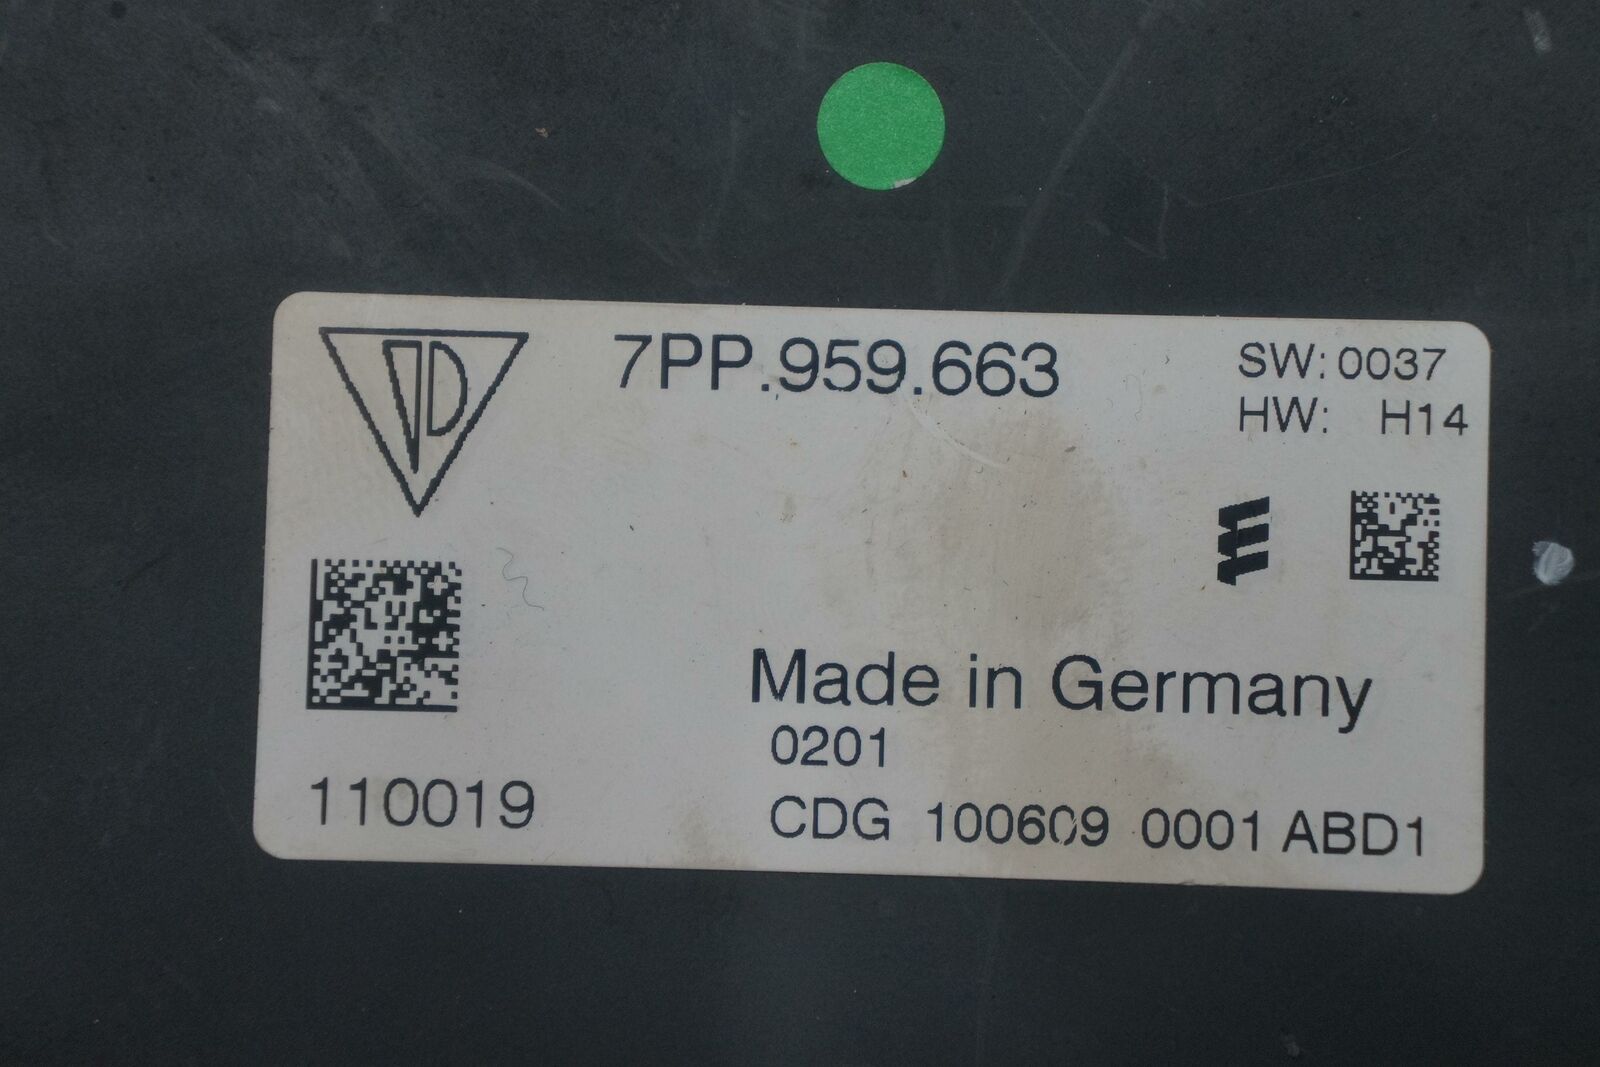 7PP.959.663
SW: 0037
HW: H14
Made in Germany
0201
110019
CDG 100609 0001 ABD1